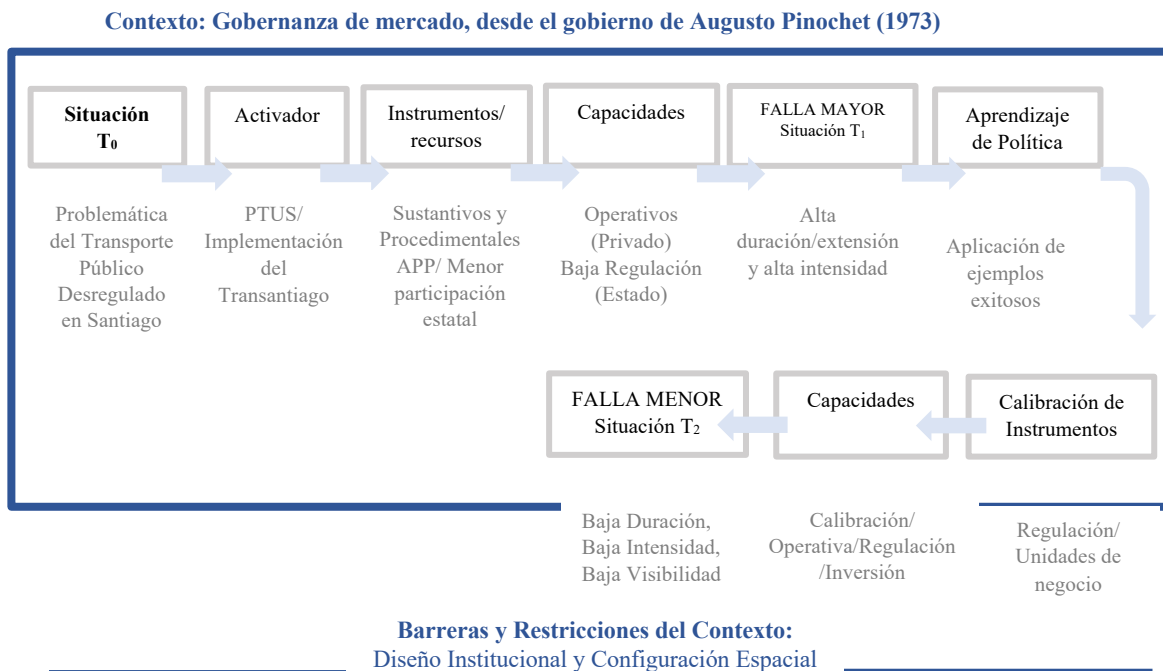 Contexto: Gobernanza de mercado, desde el gobierno de Augusto Pinochet (1973)
Situación
T₀
Activador
Instrumentos/
recursos
Capacidades
FALLA MAYOR
Situación T₁
Aprendizaje
de Política
Problemática
del Transporte
Público
Desregulado
en Santiago
PTUS/
Implementación
del
Transantiago
Sustantivos y
Procedimentales
APP/ Menor
participación
estatal
Operativos
(Privado)
Baja Regulación
(Estado)
Alta
duración/extensión
y alta intensidad
Aplicación de
ejemplos
exitosos
FALLA MENOR
Situación T₂
Capacidades
Calibración de
Instrumentos
Baja Duración,
Baja Intensidad,
Baja Visibilidad
Calibración/
Operativa/Regulación
/Inversión
Regulación/
Unidades de
negocio
Barreras y Restricciones del Contexto:
Diseño Institucional y Configuración Espacial